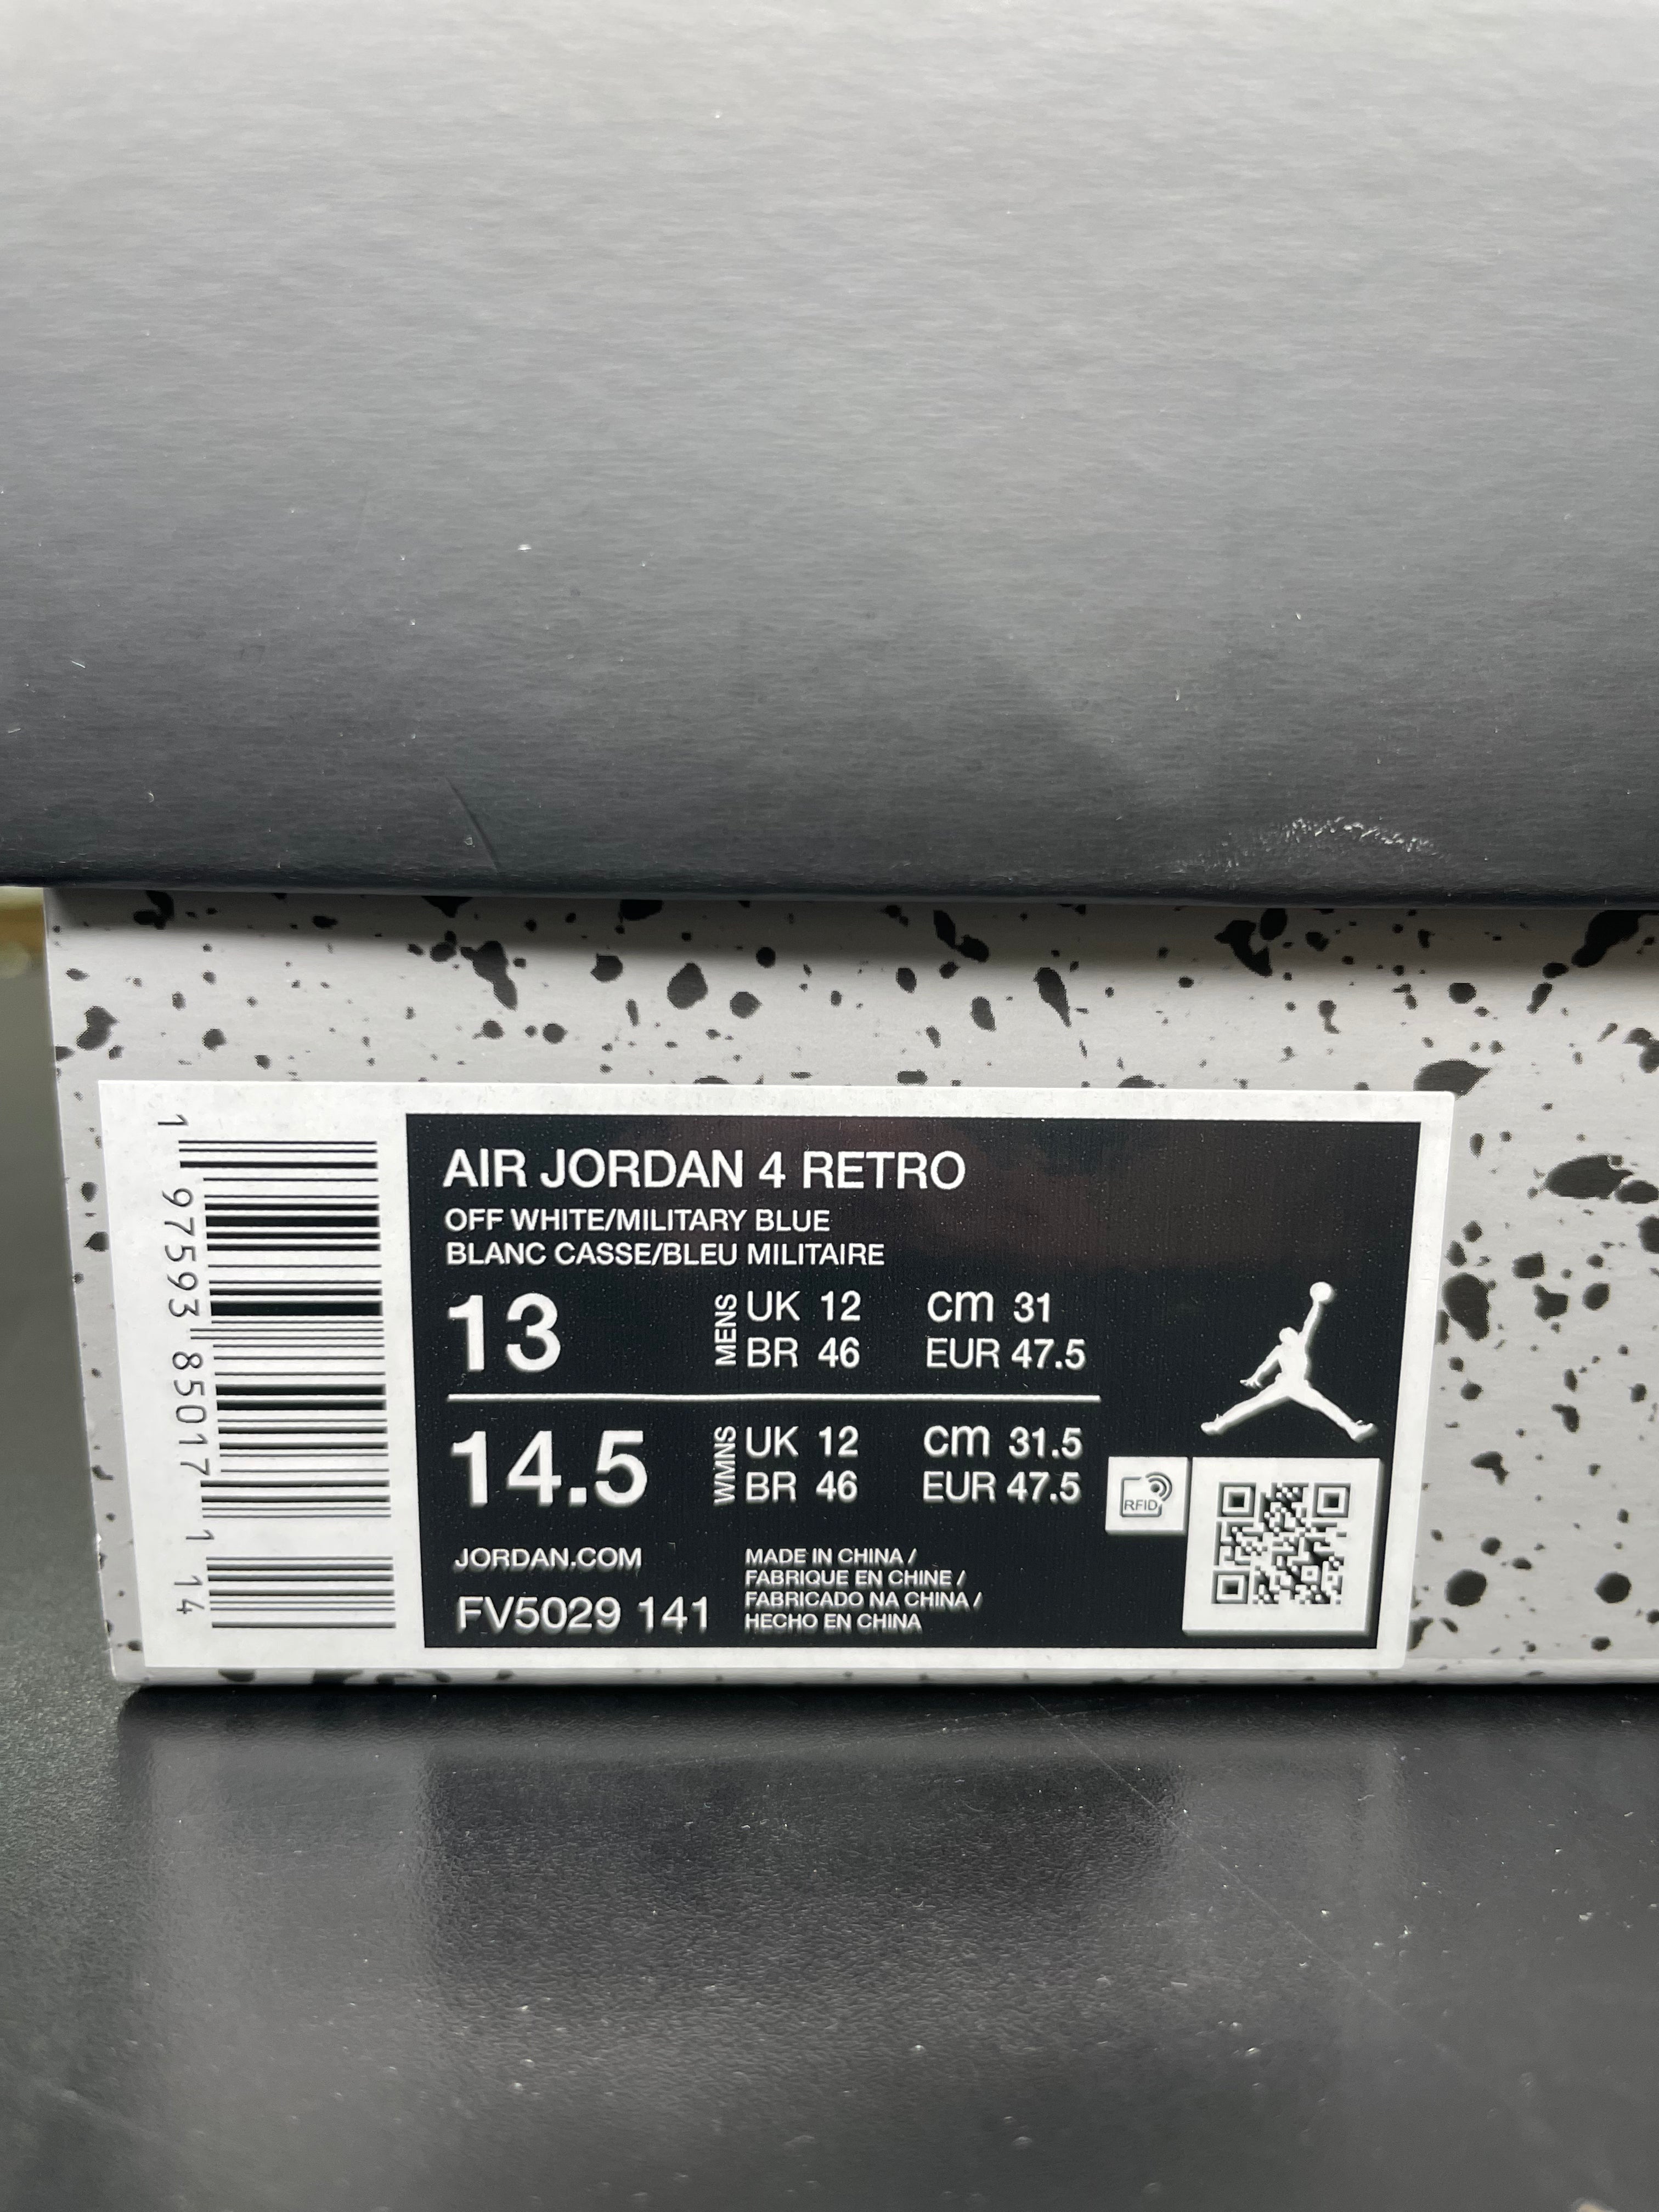 AIR JORDAN 4 RETRO
OFF WHITE/MILITARY BLUE
BLANC CASSE/BLEU MILITAIRE
13 MENS UK 12 cm 31
BR 46 EUR 47.5
14.5 WMNS UK 12 cm 31.5
BR 46 EUR 47.5
RFID
JORDAN.COM
FV5029 141
MADE IN CHINA /
FABRIQUE EN CHINE /
FABRICADO NA CHINA /
HECHO EN CHINA
1 97593 85017 1 14